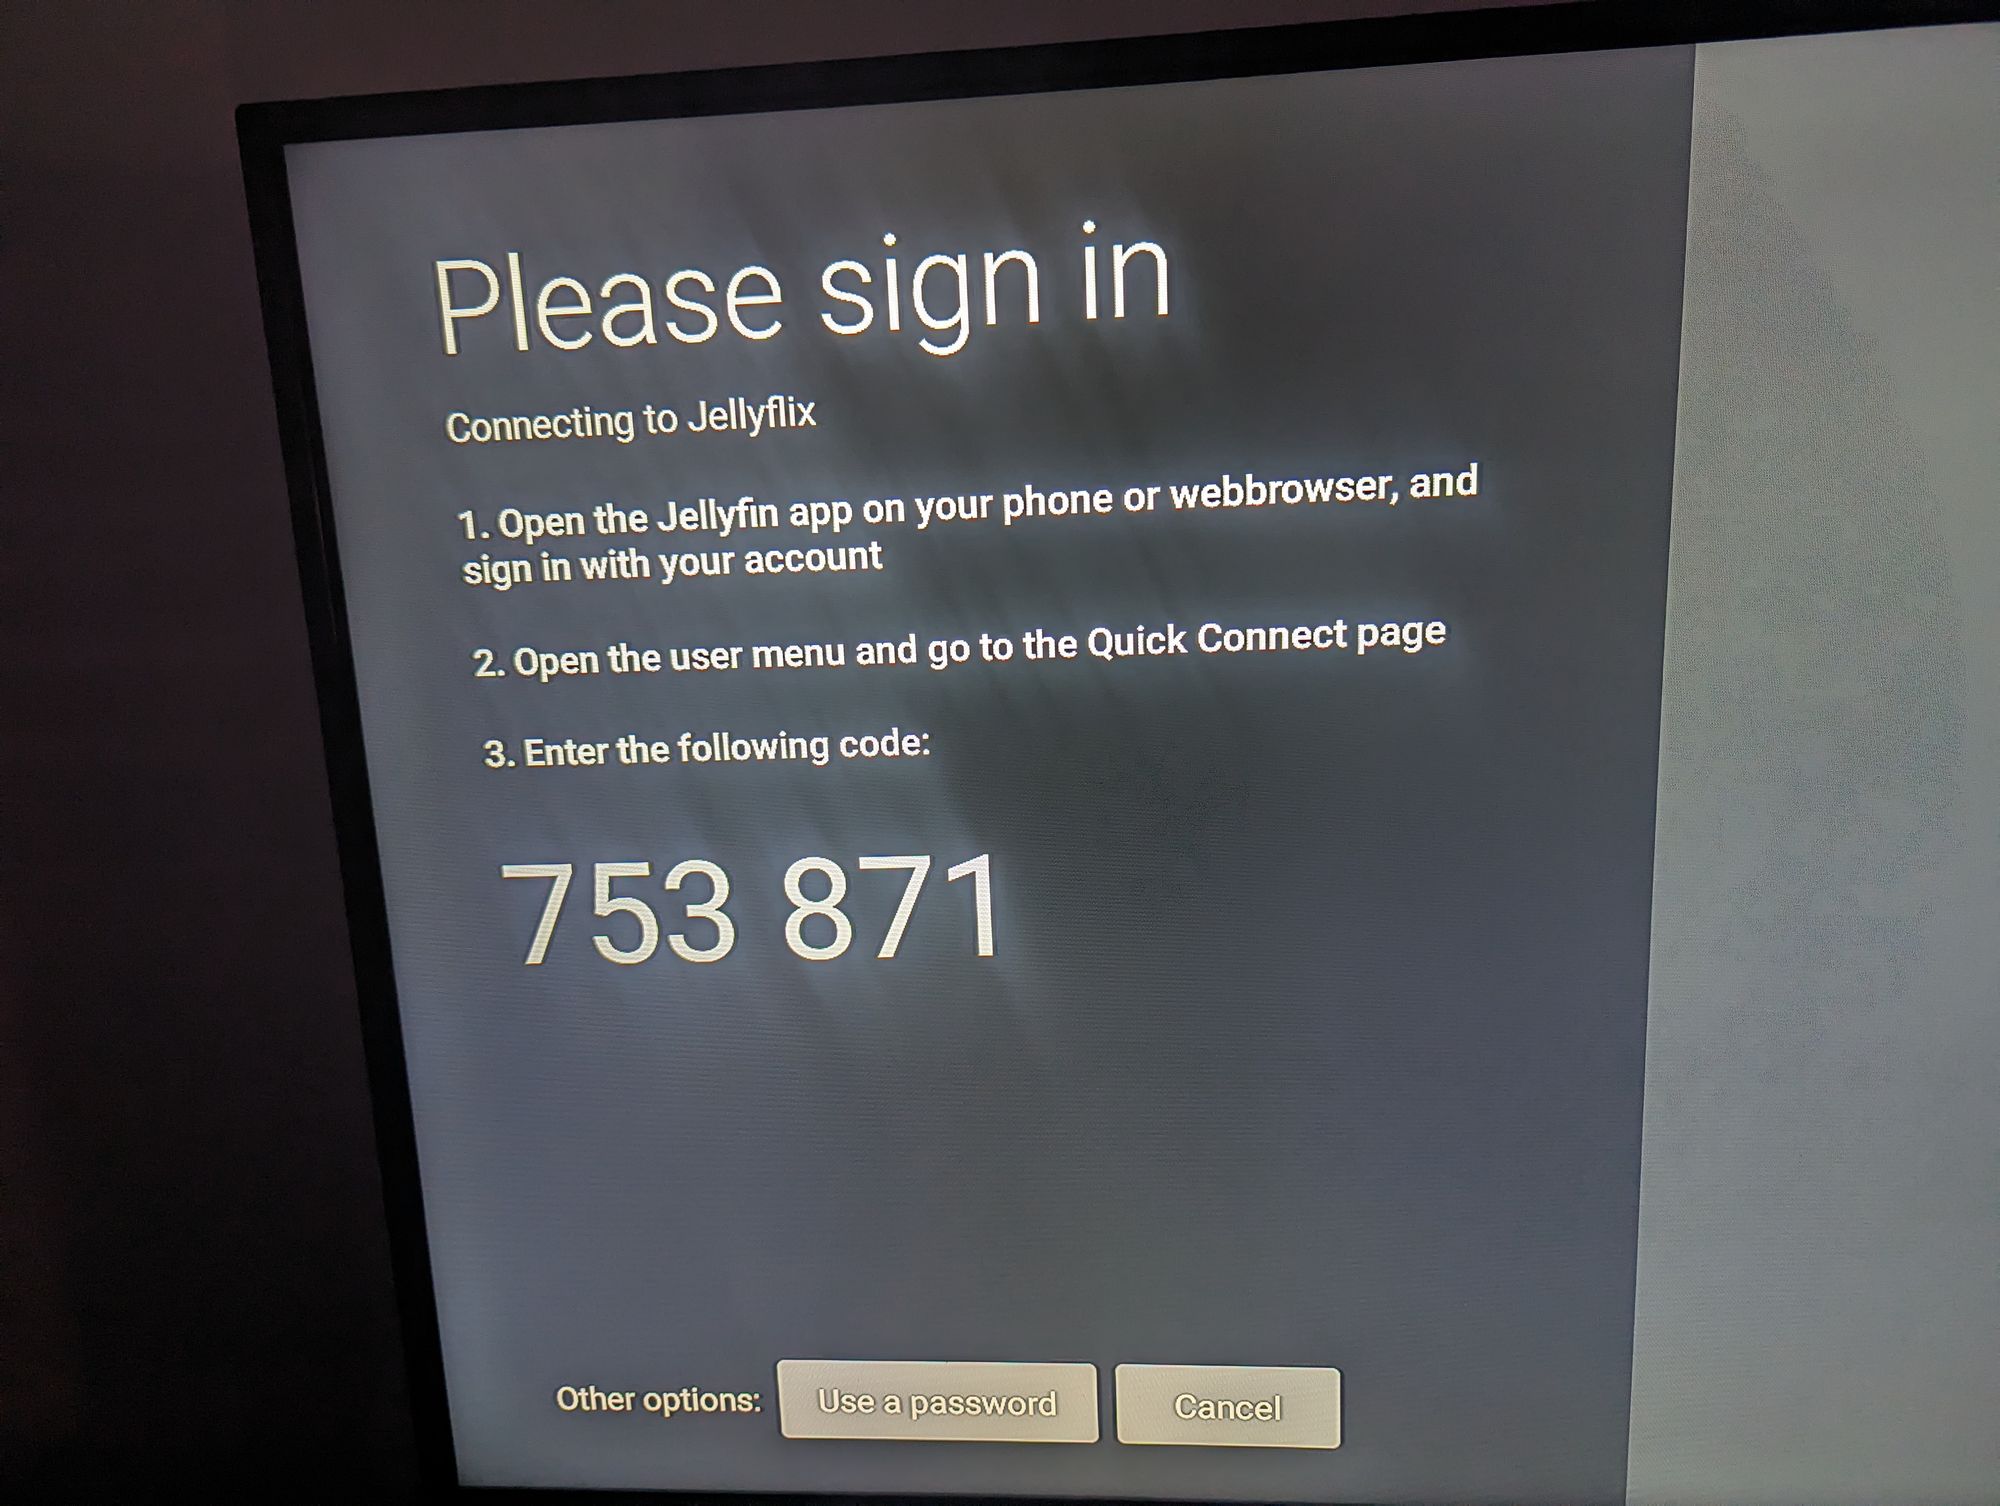 Please sign in
Connecting to Jellyflix
1. Open the Jellyfin app on your phone or webbrowser, and
sign in with your account
2. Open the user menu and go to the Quick Connect page
3. Enter the following code:
753 871
Other options: Use a password Cancel